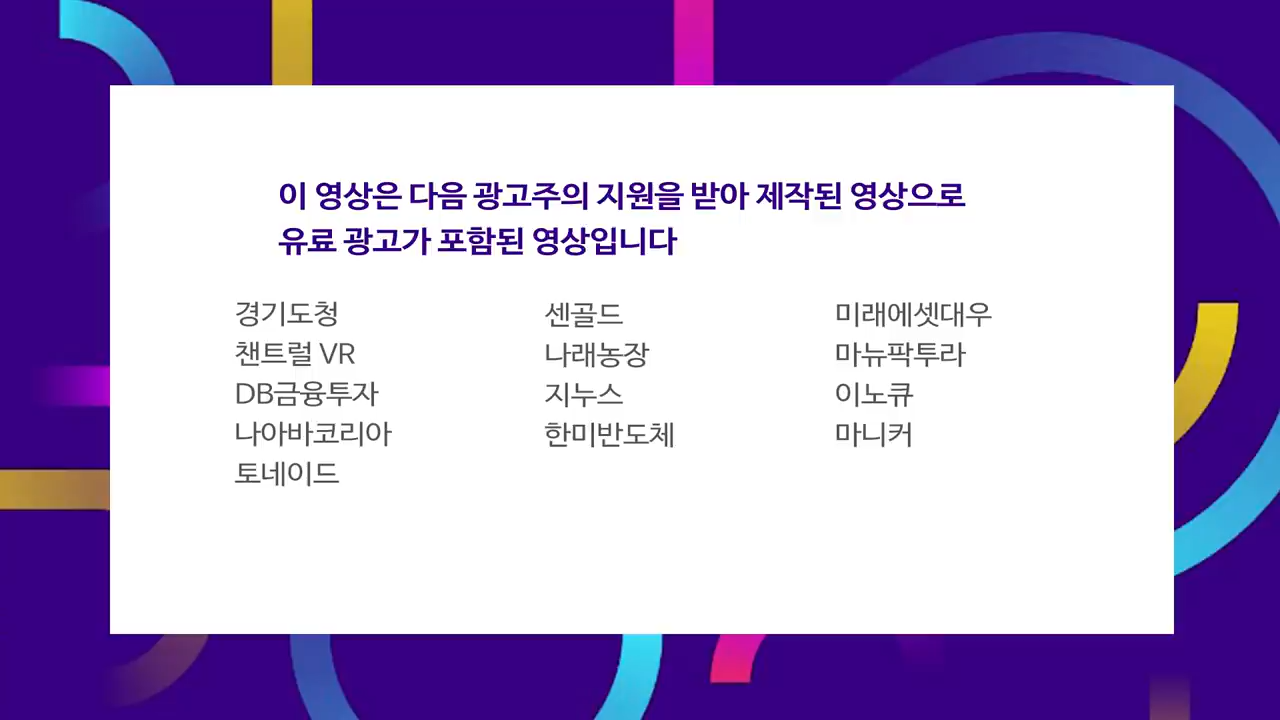 이 영상은 다음 광고주의 지원을 받아 제작된 영상으로
유료 광고가 포함된 영상입니다
경기도청
챈트럴 VR
DB금융투자
나아바코리아
토네이드
센골드
나래농장
지누스
한미반도체
미래에셋대우
마뉴팍투라
이노큐
마니커